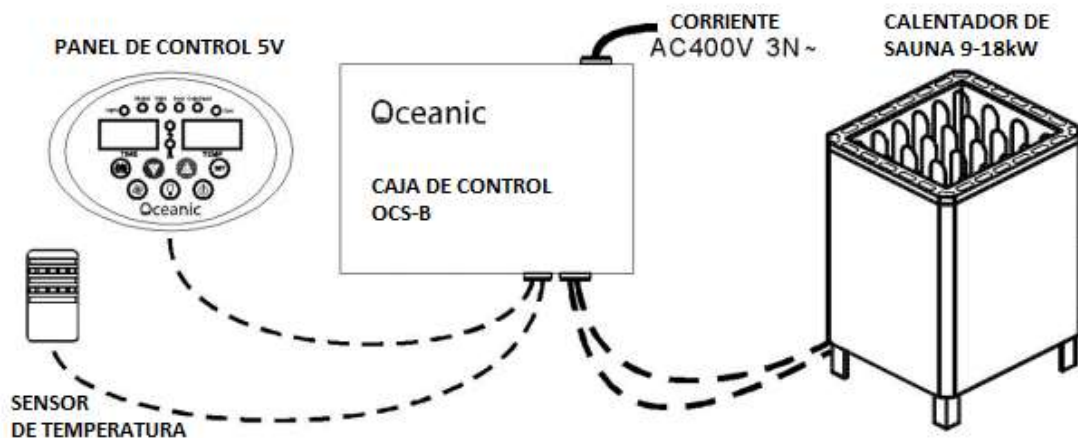 PANEL DE CONTROL 5V
TIME
TEMP
SET
Oceanic
CORRIENTE
AC400V 3N~
Oceanic
CAJA DE CONTROL
OCS-B
CALENTADOR DE
SAUNA 9-18kW
SENSOR
DE TEMPERATURA